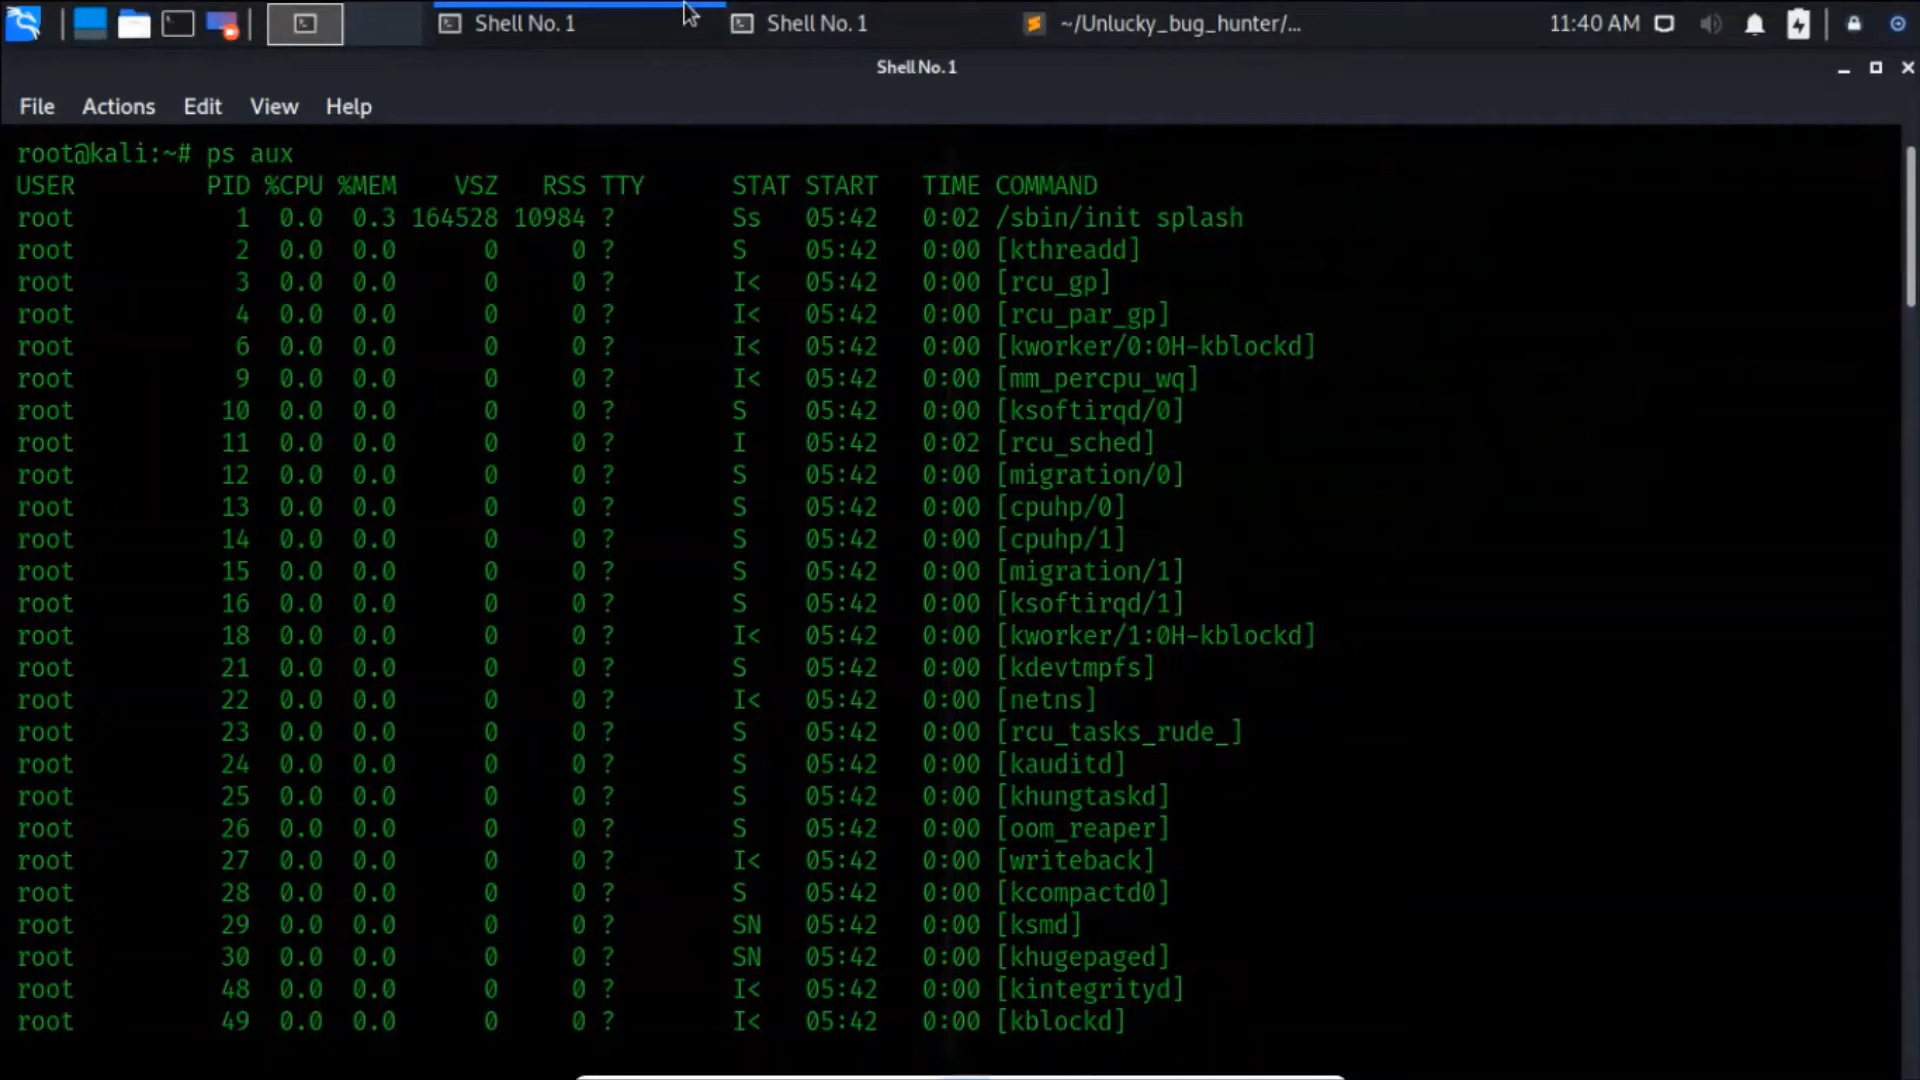 Shell No. 1 Shell No. 1 ~/Unlucky_bug_hunter/... 11:40 AM
Shell No. 1
File Actions Edit View Help
root@kali:~# ps aux
USER PID %CPU %MEM VSZ RSS TTY STAT START TIME COMMAND
root 1 0.0 0.3 164528 10984 ? Ss 05:42 0:02 /sbin/init splash
root 2 0.0 0.0 0 0 ? S 05:42 0:00 [kthreadd]
root 3 0.0 0.0 0 0 ? I< 05:42 0:00 [rcu_gp]
root 4 0.0 0.0 0 0 ? I< 05:42 0:00 [rcu_par_gp]
root 6 0.0 0.0 0 0 ? I< 05:42 0:00 [kworker/0:0H-kblockd]
root 9 0.0 0.0 0 0 ? I< 05:42 0:00 [mm_percpu_wq]
root 10 0.0 0.0 0 0 ? S 05:42 0:00 [ksoftirqd/0]
root 11 0.0 0.0 0 0 ? I 05:42 0:02 [rcu_sched]
root 12 0.0 0.0 0 0 ? S 05:42 0:00 [migration/0]
root 13 0.0 0.0 0 0 ? S 05:42 0:00 [cpuhp/0]
root 14 0.0 0.0 0 0 ? S 05:42 0:00 [cpuhp/1]
root 15 0.0 0.0 0 0 ? S 05:42 0:00 [migration/1]
root 16 0.0 0.0 0 0 ? S 05:42 0:00 [ksoftirqd/1]
root 18 0.0 0.0 0 0 ? I< 05:42 0:00 [kworker/1:0H-kblockd]
root 21 0.0 0.0 0 0 ? S 05:42 0:00 [kdevtmpfs]
root 22 0.0 0.0 0 0 ? I< 05:42 0:00 [netns]
root 23 0.0 0.0 0 0 ? S 05:42 0:00 [rcu_tasks_rude_]
root 24 0.0 0.0 0 0 ? S 05:42 0:00 [kauditd]
root 25 0.0 0.0 0 0 ? S 05:42 0:00 [khungtaskd]
root 26 0.0 0.0 0 0 ? S 05:42 0:00 [oom_reaper]
root 27 0.0 0.0 0 0 ? I< 05:42 0:00 [writeback]
root 28 0.0 0.0 0 0 ? S 05:42 0:00 [kcompactd0]
root 29 0.0 0.0 0 0 ? SN 05:42 0:00 [ksmd]
root 30 0.0 0.0 0 0 ? SN 05:42 0:00 [khugepaged]
root 48 0.0 0.0 0 0 ? I< 05:42 0:00 [kintegrityd]
root 49 0.0 0.0 0 0 ? I< 05:42 0:00 [kblockd]